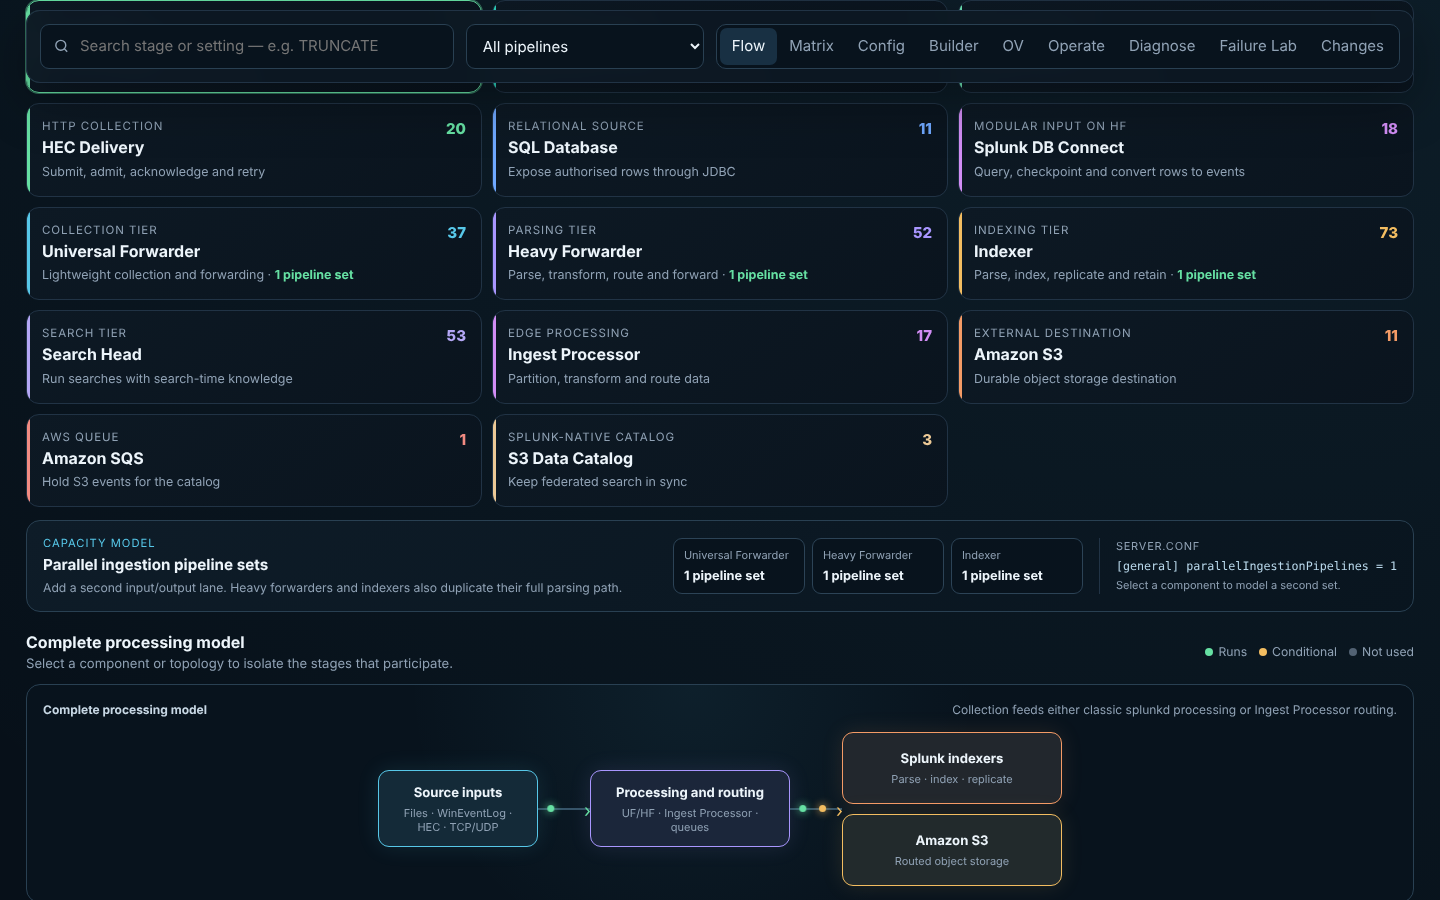 Search stage or setting — e.g. TRUNCATE
All pipelines
Flow
Matrix
Config
Builder
OV
Operate
Diagnose
Failure Lab
Changes
HTTP COLLECTION
20
HEC Delivery
Submit, admit, acknowledge and retry
RELATIONAL SOURCE
11
SQL Database
Expose authorised rows through JDBC
MODULAR INPUT ON HF
18
Splunk DB Connect
Query, checkpoint and convert rows to events
COLLECTION TIER
37
Universal Forwarder
Lightweight collection and forwarding · 1 pipeline set
PARSING TIER
52
Heavy Forwarder
Parse, transform, route and forward · 1 pipeline set
INDEXING TIER
73
Indexer
Parse, index, replicate and retain · 1 pipeline set
SEARCH TIER
53
Search Head
Run searches with search-time knowledge
EDGE PROCESSING
17
Ingest Processor
Partition, transform and route data
EXTERNAL DESTINATION
11
Amazon S3
Durable object storage destination
AWS QUEUE
1
Amazon SQS
Hold S3 events for the catalog
SPLUNK-NATIVE CATALOG
3
S3 Data Catalog
Keep federated search in sync
CAPACITY MODEL
Parallel ingestion pipeline sets
Add a second input/output lane. Heavy forwarders and indexers also duplicate their full parsing path.
Universal Forwarder
1 pipeline set
Heavy Forwarder
1 pipeline set
Indexer
1 pipeline set
SERVER.CONF
[general] parallelIngestionPipelines = 1
Select a component to model a second set.
Complete processing model
Select a component or topology to isolate the stages that participate.
Runs
Conditional
Not used
Complete processing model
Collection feeds either classic splunkd processing or Ingest Processor routing.
Source inputs
Files · WinEventLog ·
HEC · TCP/UDP
Processing and routing
UF/HF · Ingest Processor ·
queues
Splunk indexers
Parse · index · replicate
Amazon S3
Routed object storage